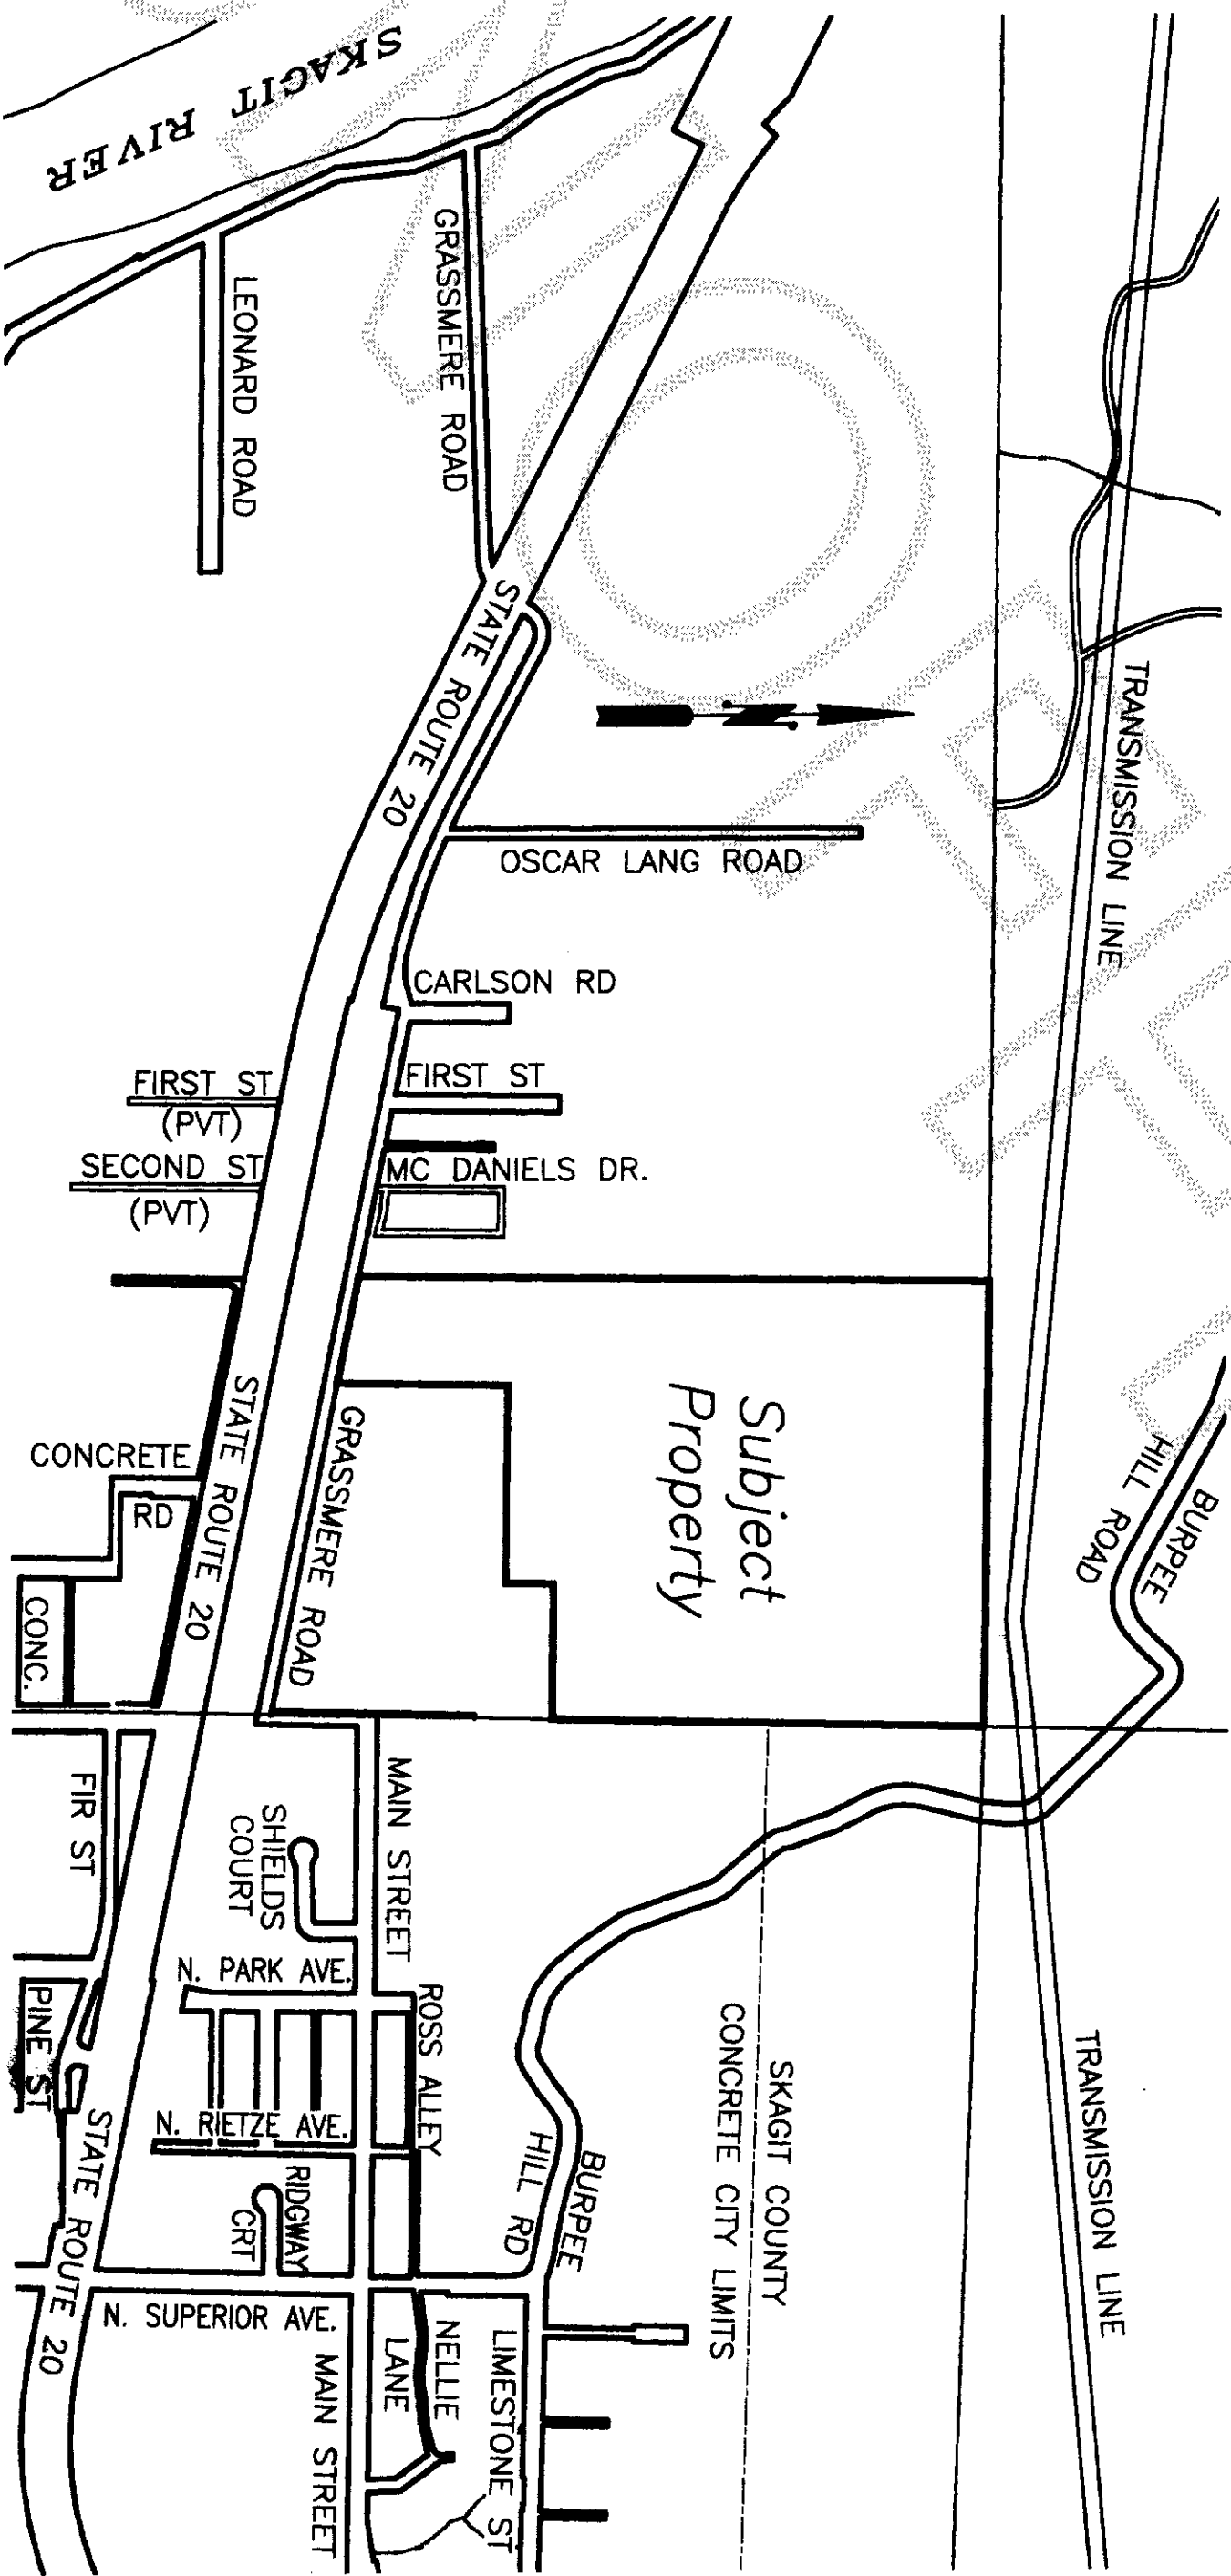 SKAGIT RIVER
LEONARD ROAD
GRASSMERE ROAD
STATE ROUTE 20
TRANSMISSION LINE
OSCAR LANG ROAD
CARLSON RD
FIRST ST
FIRST ST
(PVT)
MC DANIELS DR.
SECOND ST
(PVT)
Subject
Property
BURPEE
HILL ROAD
STATE ROUTE 20
GRASSMERE ROAD
CONCRETE
RD
CONC.
FIR ST
SHIELDS
COURT
MAIN STREET
N. PARK AVE.
ROSS ALLEY
PINE ST
N. RIETZE AVE.
RIDGWAY
CRT
STATE ROUTE 20
BURPEE
HILL RD
SKAGIT COUNTY
CONCRETE CITY LIMITS
TRANSMISSION LINE
N. SUPERIOR AVE.
MAIN STREET
NELLIE
LANE
LIMESTONE ST